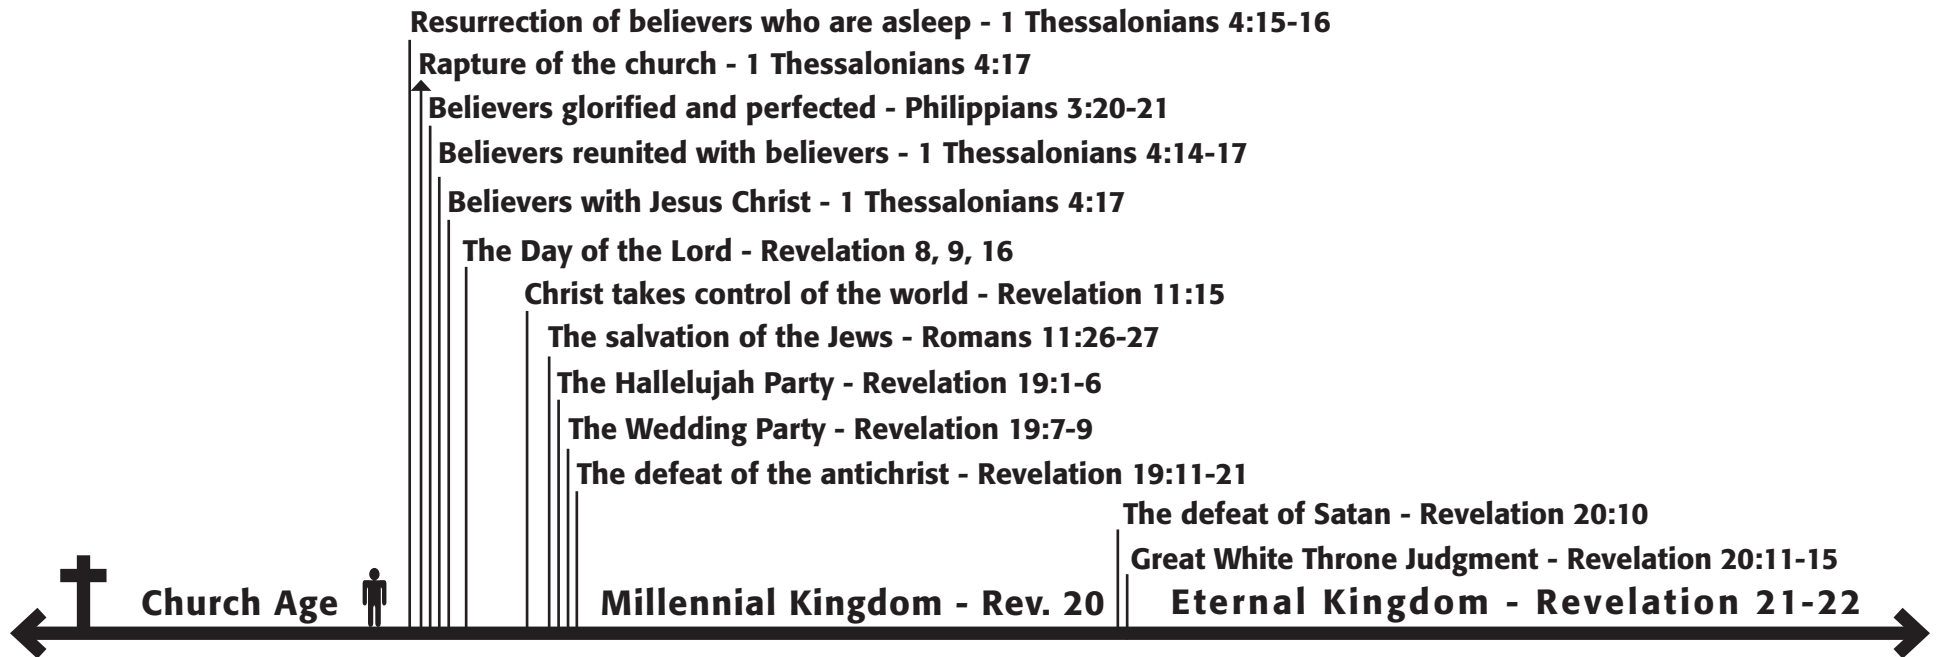 Resurrection of believers who are asleep - 1 Thessalonians 4:15-16
Rapture of the church - 1 Thessalonians 4:17
Believers glorified and perfected - Philippians 3:20-21
Believers reunited with believers - 1 Thessalonians 4:14-17
Believers with Jesus Christ - 1 Thessalonians 4:17
The Day of the Lord - Revelation 8, 9, 16
Christ takes control of the world - Revelation 11:15
The salvation of the Jews - Romans 11:26-27
The Hallelujah Party - Revelation 19:1-6
The Wedding Party - Revelation 19:7-9
The defeat of the antichrist - Revelation 19:11-21
The defeat of Satan - Revelation 20:10
Great White Throne Judgment - Revelation 20:11-15
Church Age
Millennial Kingdom - Rev. 20
Eternal Kingdom - Revelation 21-22